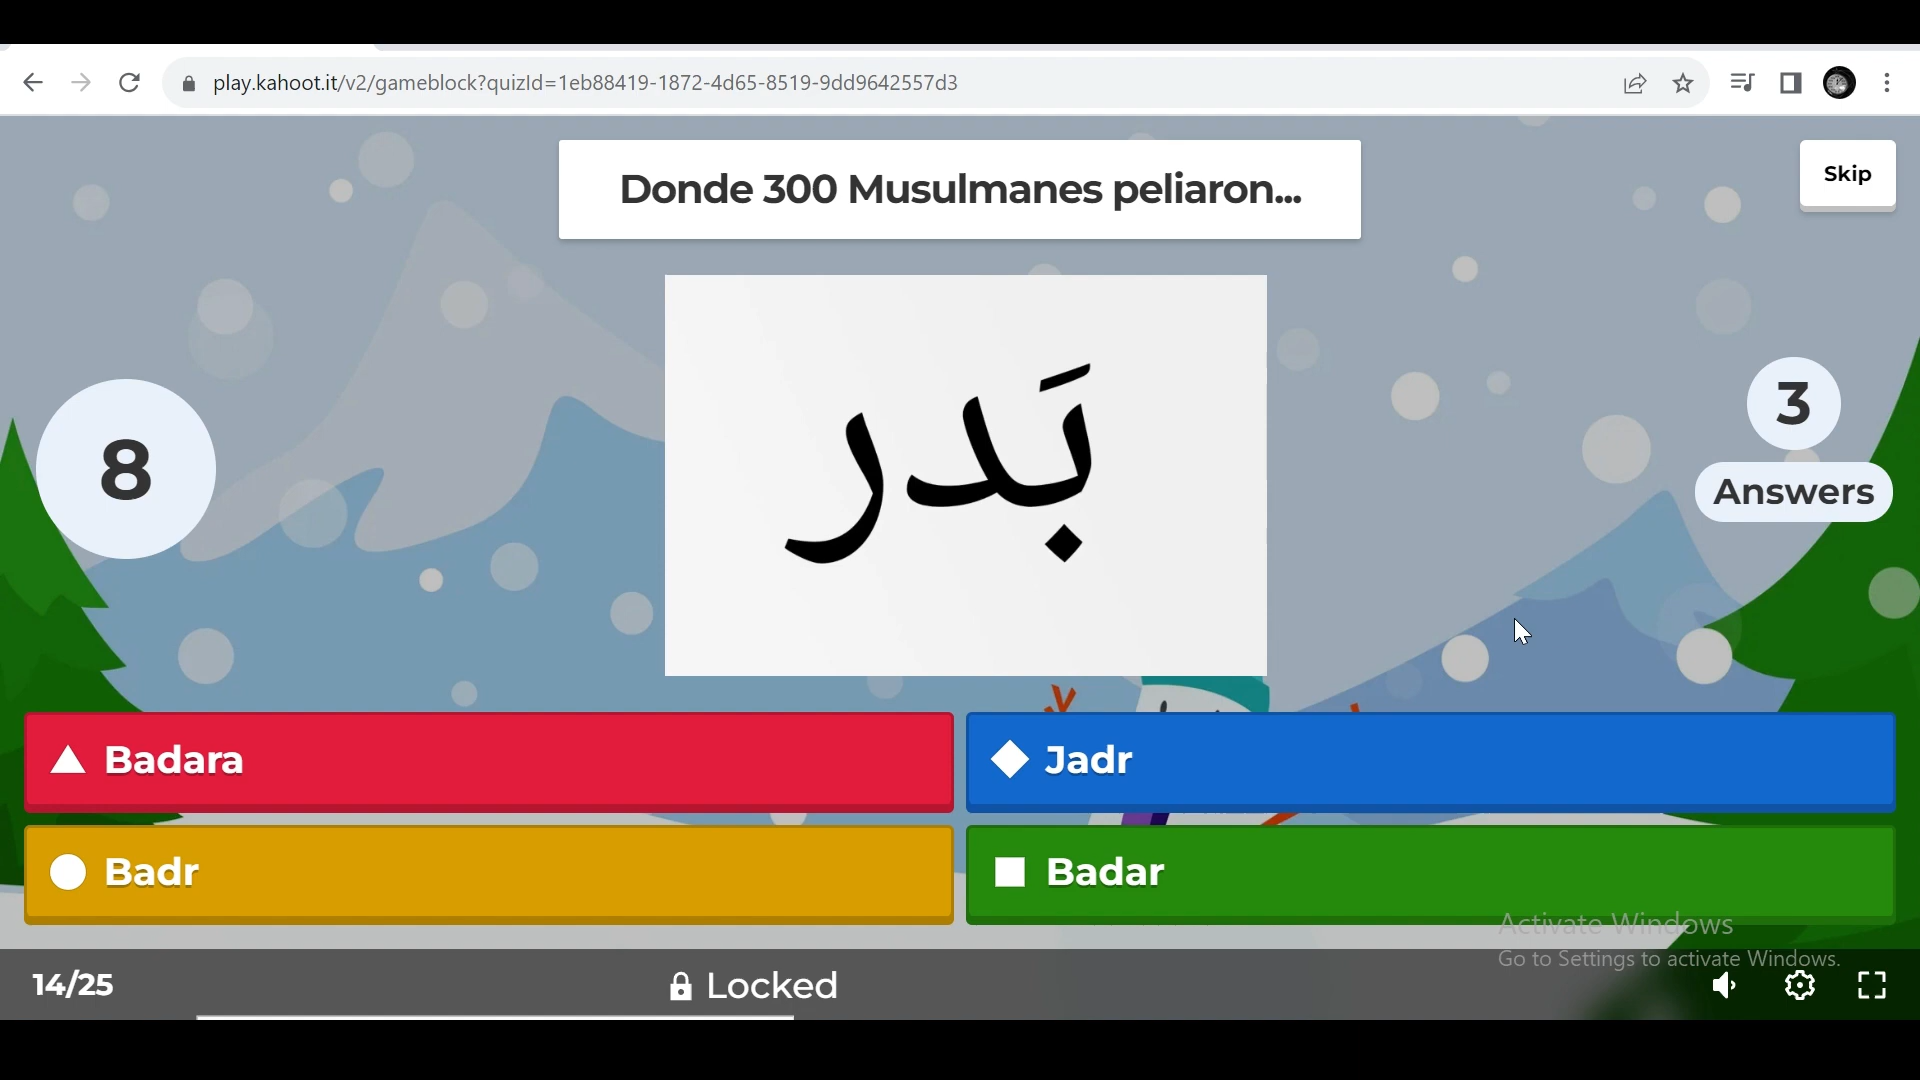 play.kahoot.it/v2/gameblock?quizId=1eb88419-1872-4d65-8519-9dd9642557d3
Donde 300 Musulmanes peliaron...
Skip
بَدر
8
3
Answers
Badara
Jadr
Badr
Badar
Activate Windows
Go to Settings to activate Windows.
14/25
Locked